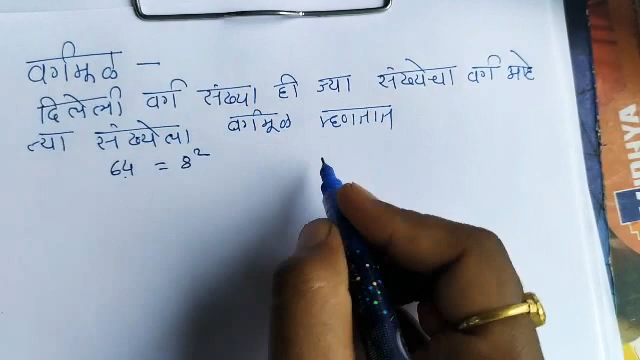 वर्गमूळ –
दिलेली वर्ग संख्या ही ज्या संख्येचा वर्ग आहे
त्या संख्येला वर्गमूळ म्हणतात
64 = 8²